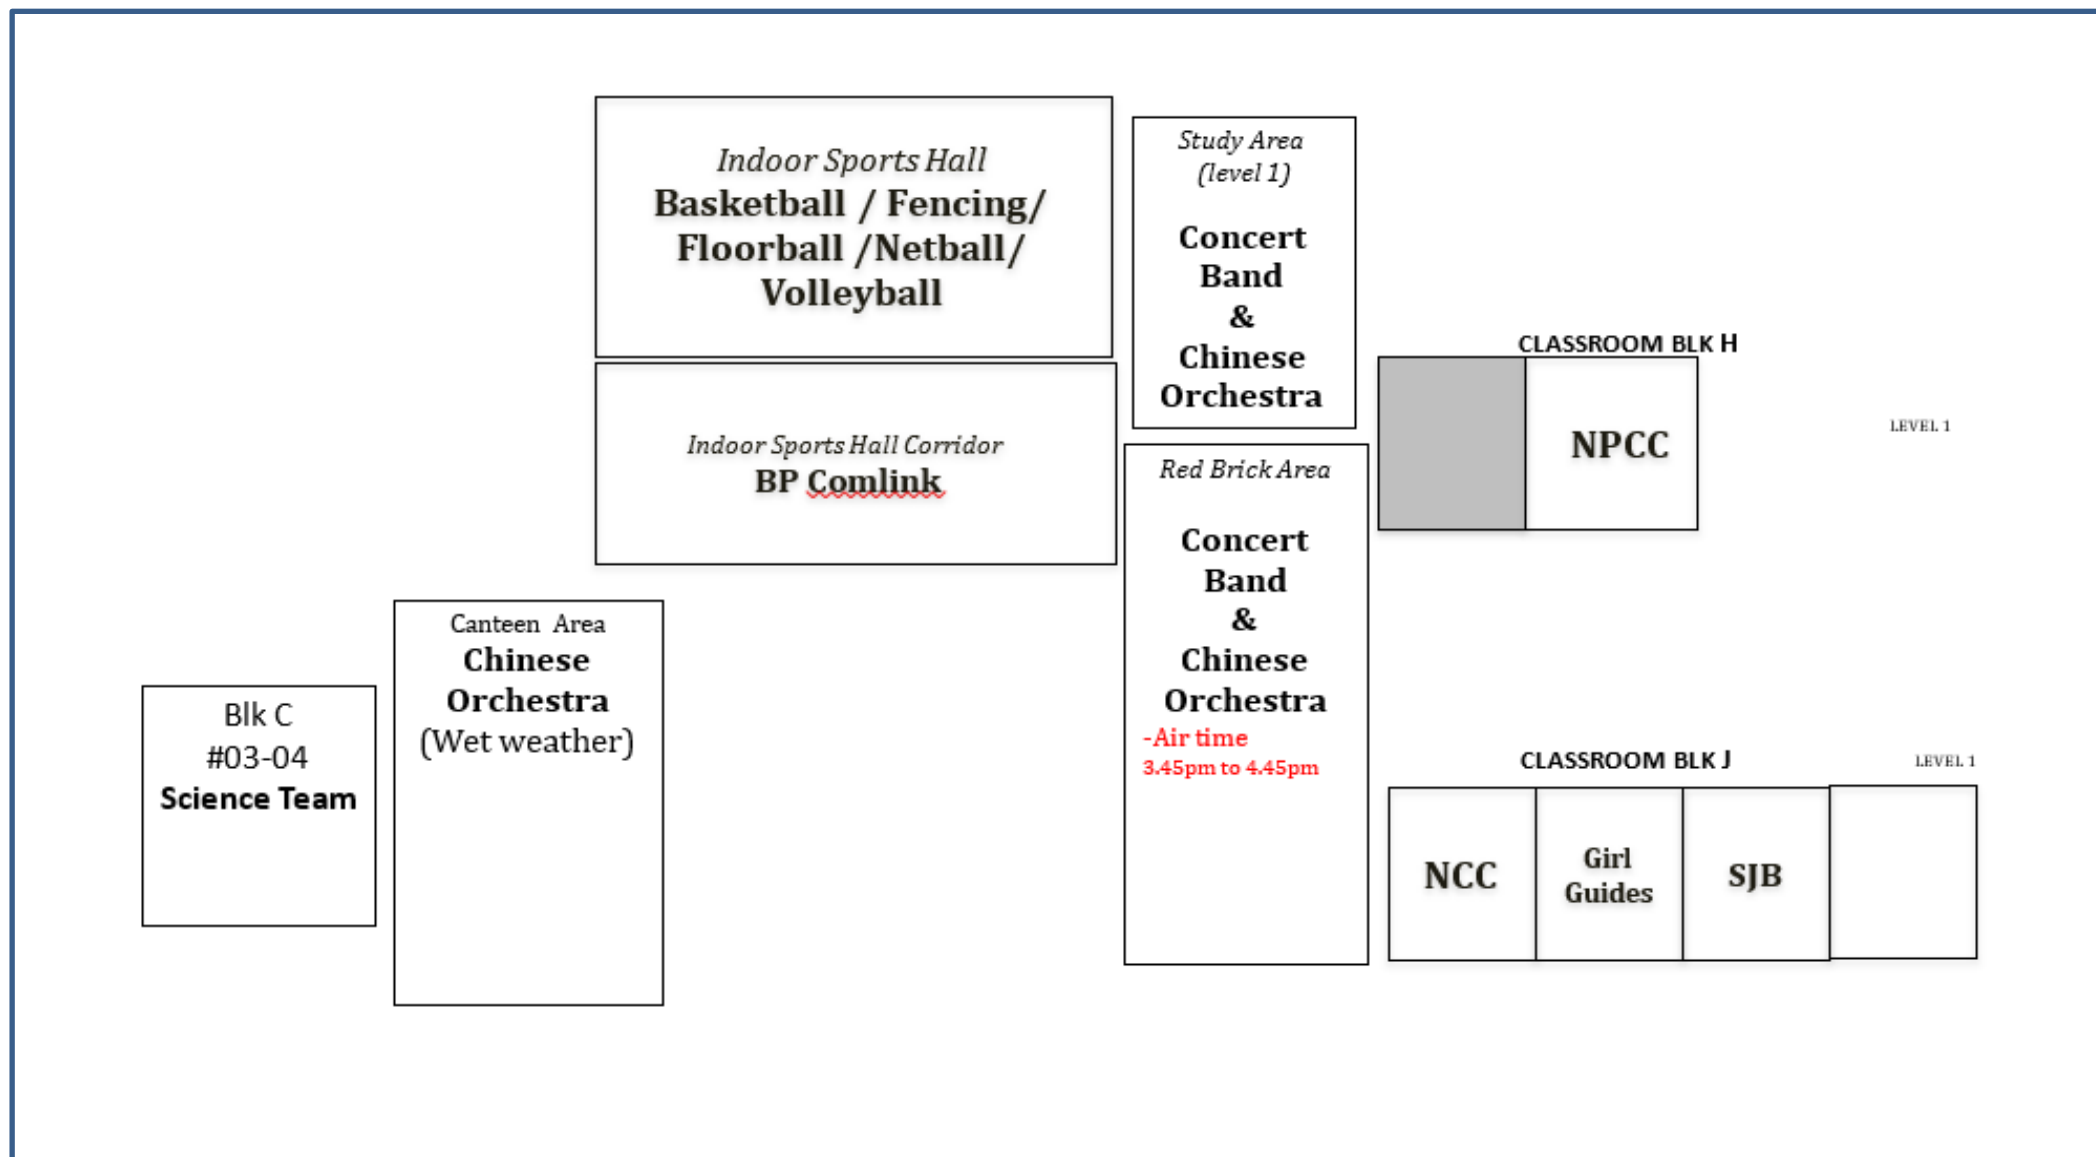 Indoor Sports Hall
Basketball / Fencing/
Floorball /Netball/
Volleyball
Study Area
(level 1)
Concert
Band
&
Chinese
Orchestra
Indoor Sports Hall Corridor
BP Comlink
CLASSROOM BLK H
NPCC
LEVEL 1
Red Brick Area
Concert
Band
&
Chinese
Orchestra
-Air time
3.45pm to 4.45pm
Canteen Area
Chinese
Orchestra
(Wet weather)
Blk C
#03-04
Science Team
CLASSROOM BLK J
LEVEL 1
NCC
Girl
Guides
SJB